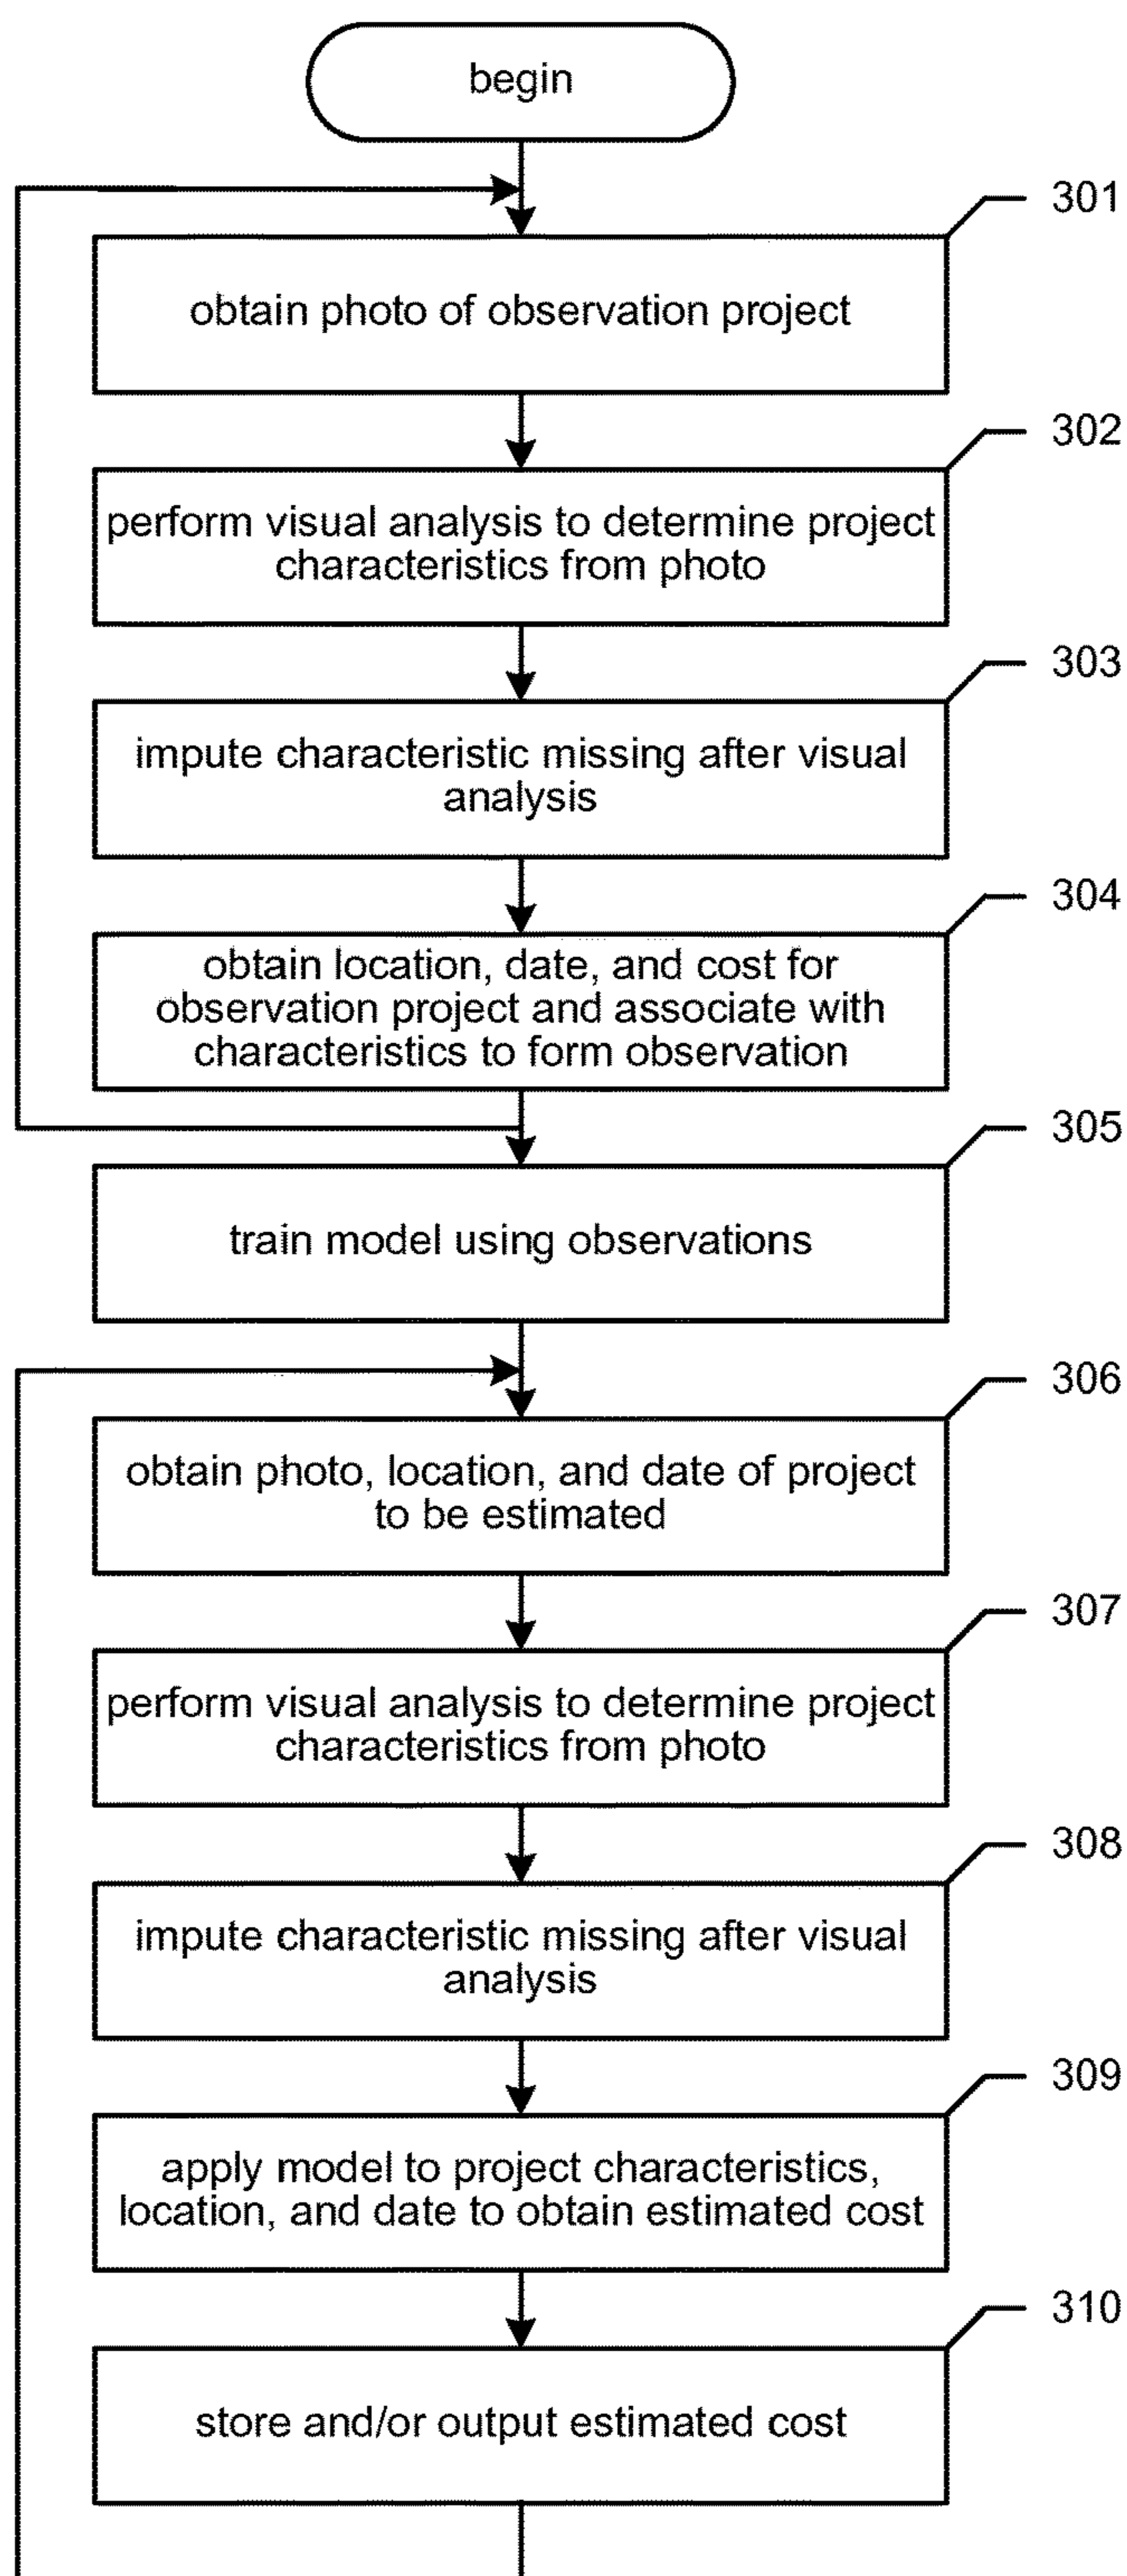 begin
301
obtain photo of observation project
302
perform visual analysis to determine project
characteristics from photo
303
impute characteristic missing after visual
analysis
304
obtain location, date, and cost for
observation project and associate with
characteristics to form observation
305
train model using observations
306
obtain photo, location, and date of project
to be estimated
307
perform visual analysis to determine project
characteristics from photo
308
impute characteristic missing after visual
analysis
309
apply model to project characteristics,
location, and date to obtain estimated cost
310
store and/or output estimated cost